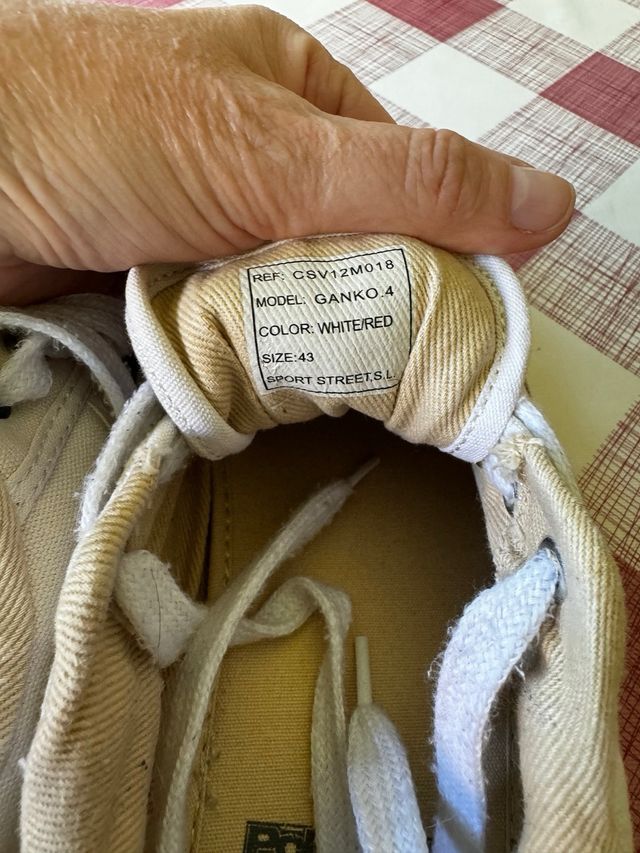 REF: CSV12M018
MODEL: GANKO.4
COLOR: WHITE/RED
SIZE:43
SPORT STREET,S.L.